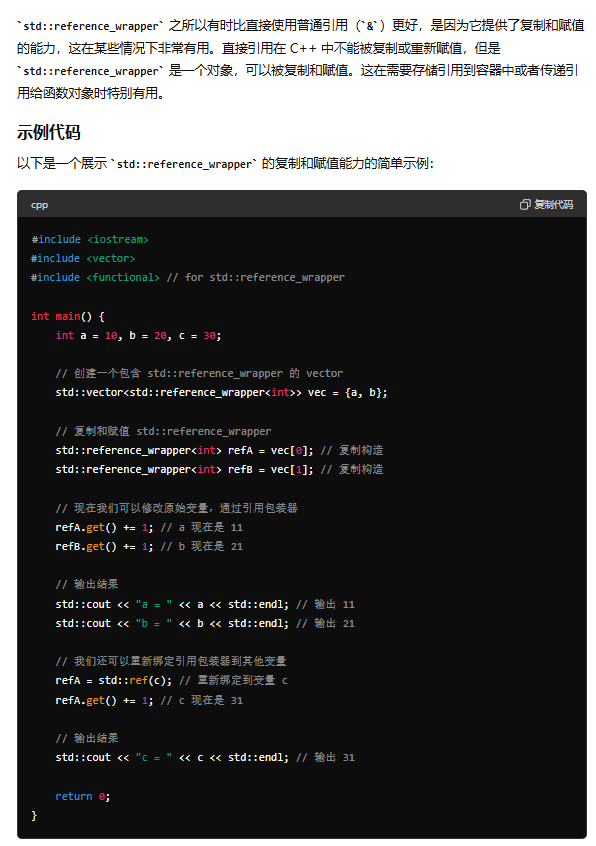 `std::reference_wrapper` 之所以有时比直接使用普通引用（`&`）更好，是因为它提供了复制和赋值
的能力，这在某些情况下非常有用。直接引用在 C++ 中不能被复制或重新赋值，但是
`std::reference_wrapper` 是一个对象，可以被复制和赋值。这在需要存储引用到容器中或者传递引
用给函数对象时特别有用。
示例代码
以下是一个展示 `std::reference_wrapper` 的复制和赋值能力的简单示例：
cpp 复制代码
#include <iostream>
#include <vector>
#include <functional> // for std::reference_wrapper
int main() {
    int a = 10, b = 20, c = 30;
    // 创建一个包含 std::reference_wrapper 的 vector
    std::vector<std::reference_wrapper<int>> vec = {a, b};
    // 复制和赋值 std::reference_wrapper
    std::reference_wrapper<int> refA = vec[0]; // 复制构造
    std::reference_wrapper<int> refB = vec[1]; // 复制构造
    // 现在我们可以修改原始变量，通过引用包装器
    refA.get() += 1; // a 现在是 11
    refB.get() += 1; // b 现在是 21
    // 输出结果
    std::cout << "a = " << a << std::endl; // 输出 11
    std::cout << "b = " << b << std::endl; // 输出 21
    // 我们还可以重新绑定引用包装器到其他变量
    refA = std::ref(c); // 重新绑定到变量 c
    refA.get() += 1; // c 现在是 31
    // 输出结果
    std::cout << "c = " << c << std::endl; // 输出 31
    return 0;
}